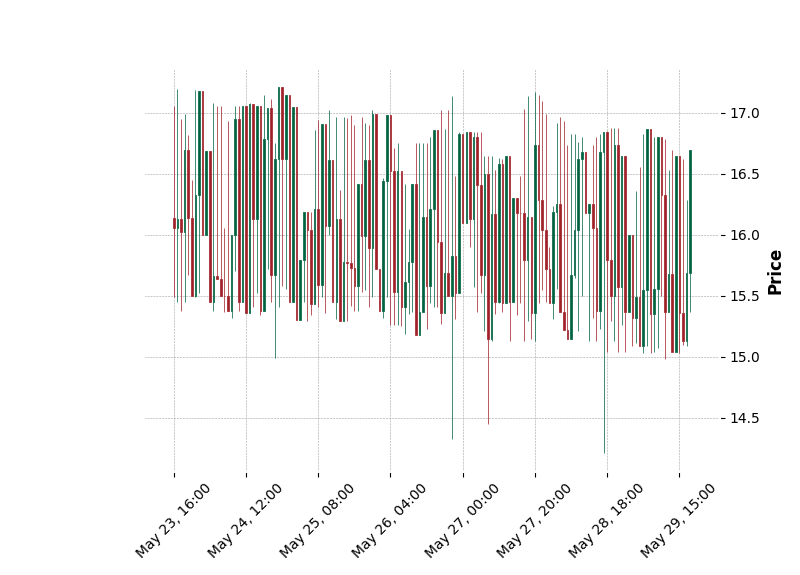 17.0
16.5
16.0
15.5
15.0
14.5
Price
May 23, 16:00
May 24, 12:00
May 25, 08:00
May 26, 04:00
May 27, 00:00
May 27, 20:00
May 28, 18:00
May 29, 15:00